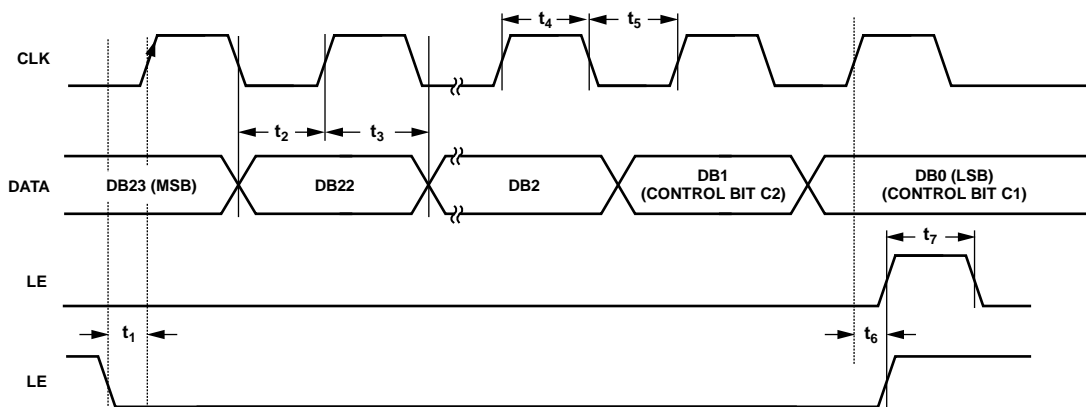 CLK
t4
t5
t2
t3
DATA
DB23 (MSB)
DB22
DB2
DB1
(CONTROL BIT C2)
DB0 (LSB)
(CONTROL BIT C1)
LE
t7
t1
t6
LE